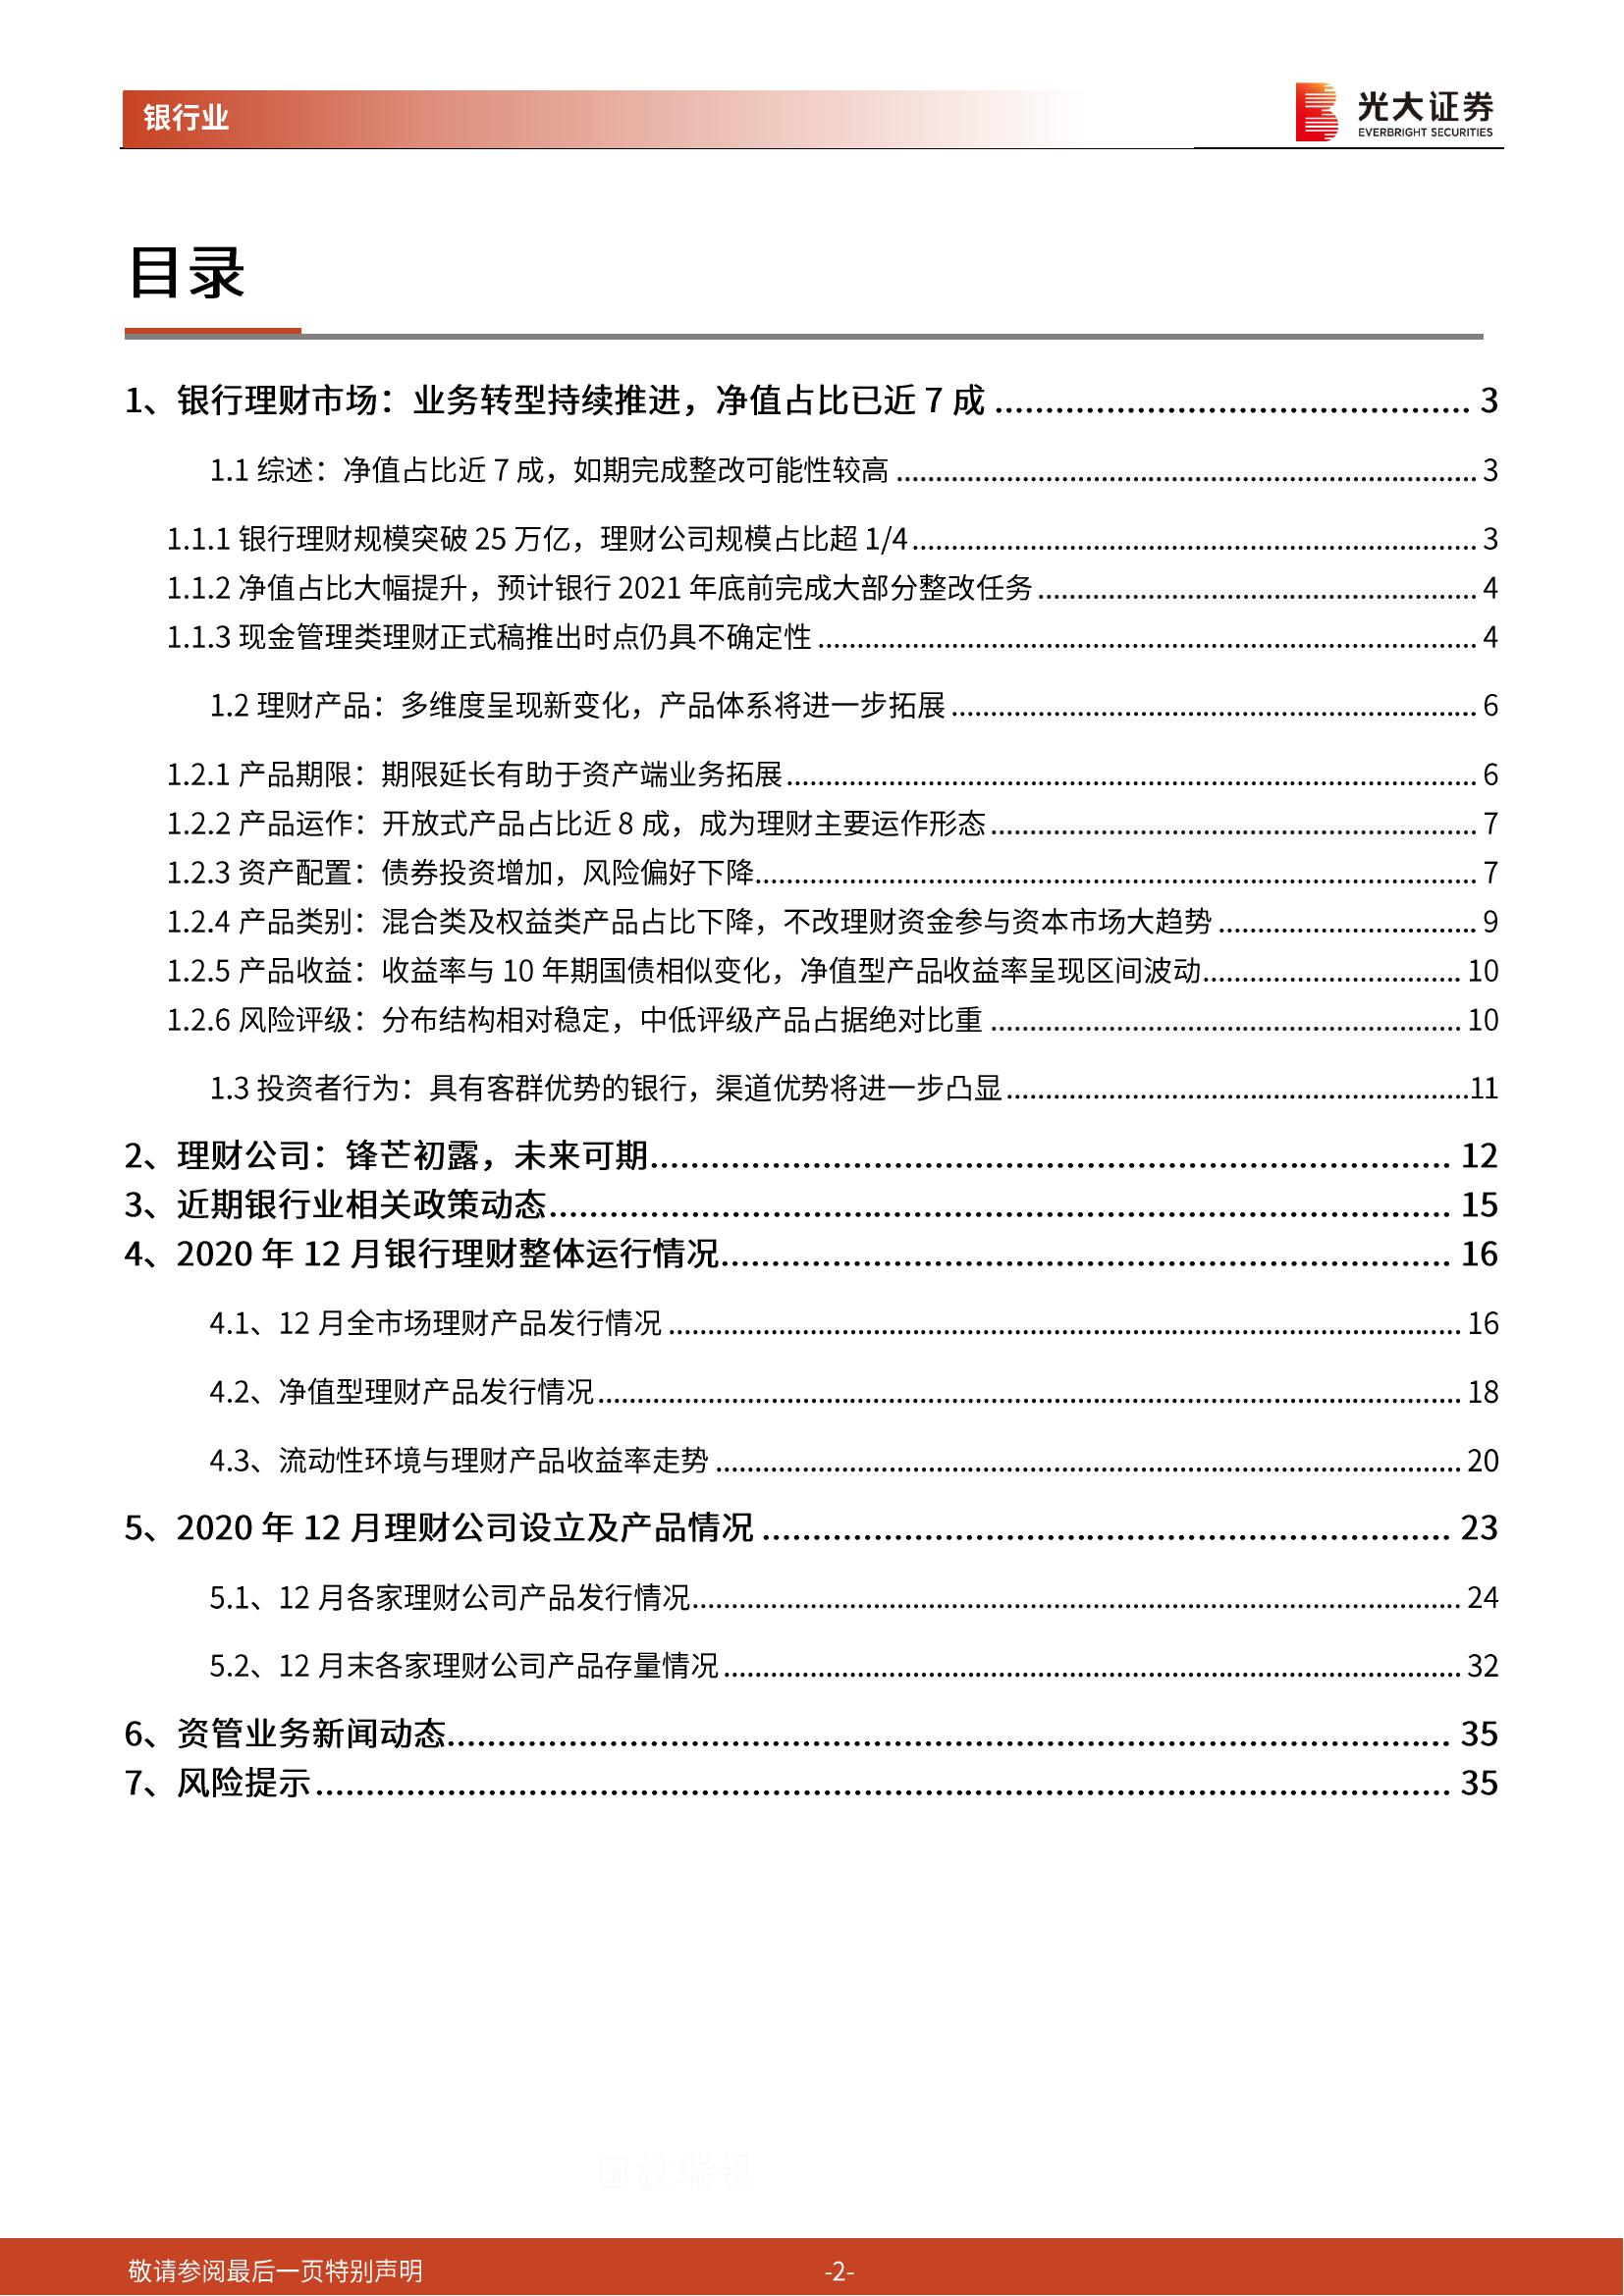 银行业
光大证券
EVERBRIGHT SECURITIES
目录
1、银行理财市场：业务转型持续推进，净值占比已近 7 成 3
1.1 综述：净值占比近 7 成，如期完成整改可能性较高 3
1.1.1 银行理财规模突破 25 万亿，理财公司规模占比超 1/4 3
1.1.2 净值占比大幅提升，预计银行 2021 年底前完成大部分整改任务 4
1.1.3 现金管理类理财正式稿推出时点仍具不确定性 4
1.2 理财产品：多维度呈现新变化，产品体系将进一步拓展 6
1.2.1 产品期限：期限延长有助于资产端业务拓展 6
1.2.2 产品运作：开放式产品占比近 8 成，成为理财主要运作形态 7
1.2.3 资产配置：债券投资增加，风险偏好下降 7
1.2.4 产品类别：混合类及权益类产品占比下降，不改理财资金参与资本市场大趋势 9
1.2.5 产品收益：收益率与 10 年期国债相似变化，净值型产品收益率呈现区间波动 10
1.2.6 风险评级：分布结构相对稳定，中低评级产品占据绝对比重 10
1.3 投资者行为：具有客群优势的银行，渠道优势将进一步凸显 11
2、理财公司：锋芒初露，未来可期 12
3、近期银行业相关政策动态 15
4、2020 年 12 月银行理财整体运行情况 16
4.1、12 月全市场理财产品发行情况 16
4.2、净值型理财产品发行情况 18
4.3、流动性环境与理财产品收益率走势 20
5、2020 年 12 月理财公司设立及产品情况 23
5.1、12 月各家理财公司产品发行情况 24
5.2、12 月末各家理财公司产品存量情况 32
6、资管业务新闻动态 35
7、风险提示 35
国投瑞银
敬请参阅最后一页特别声明
-2-